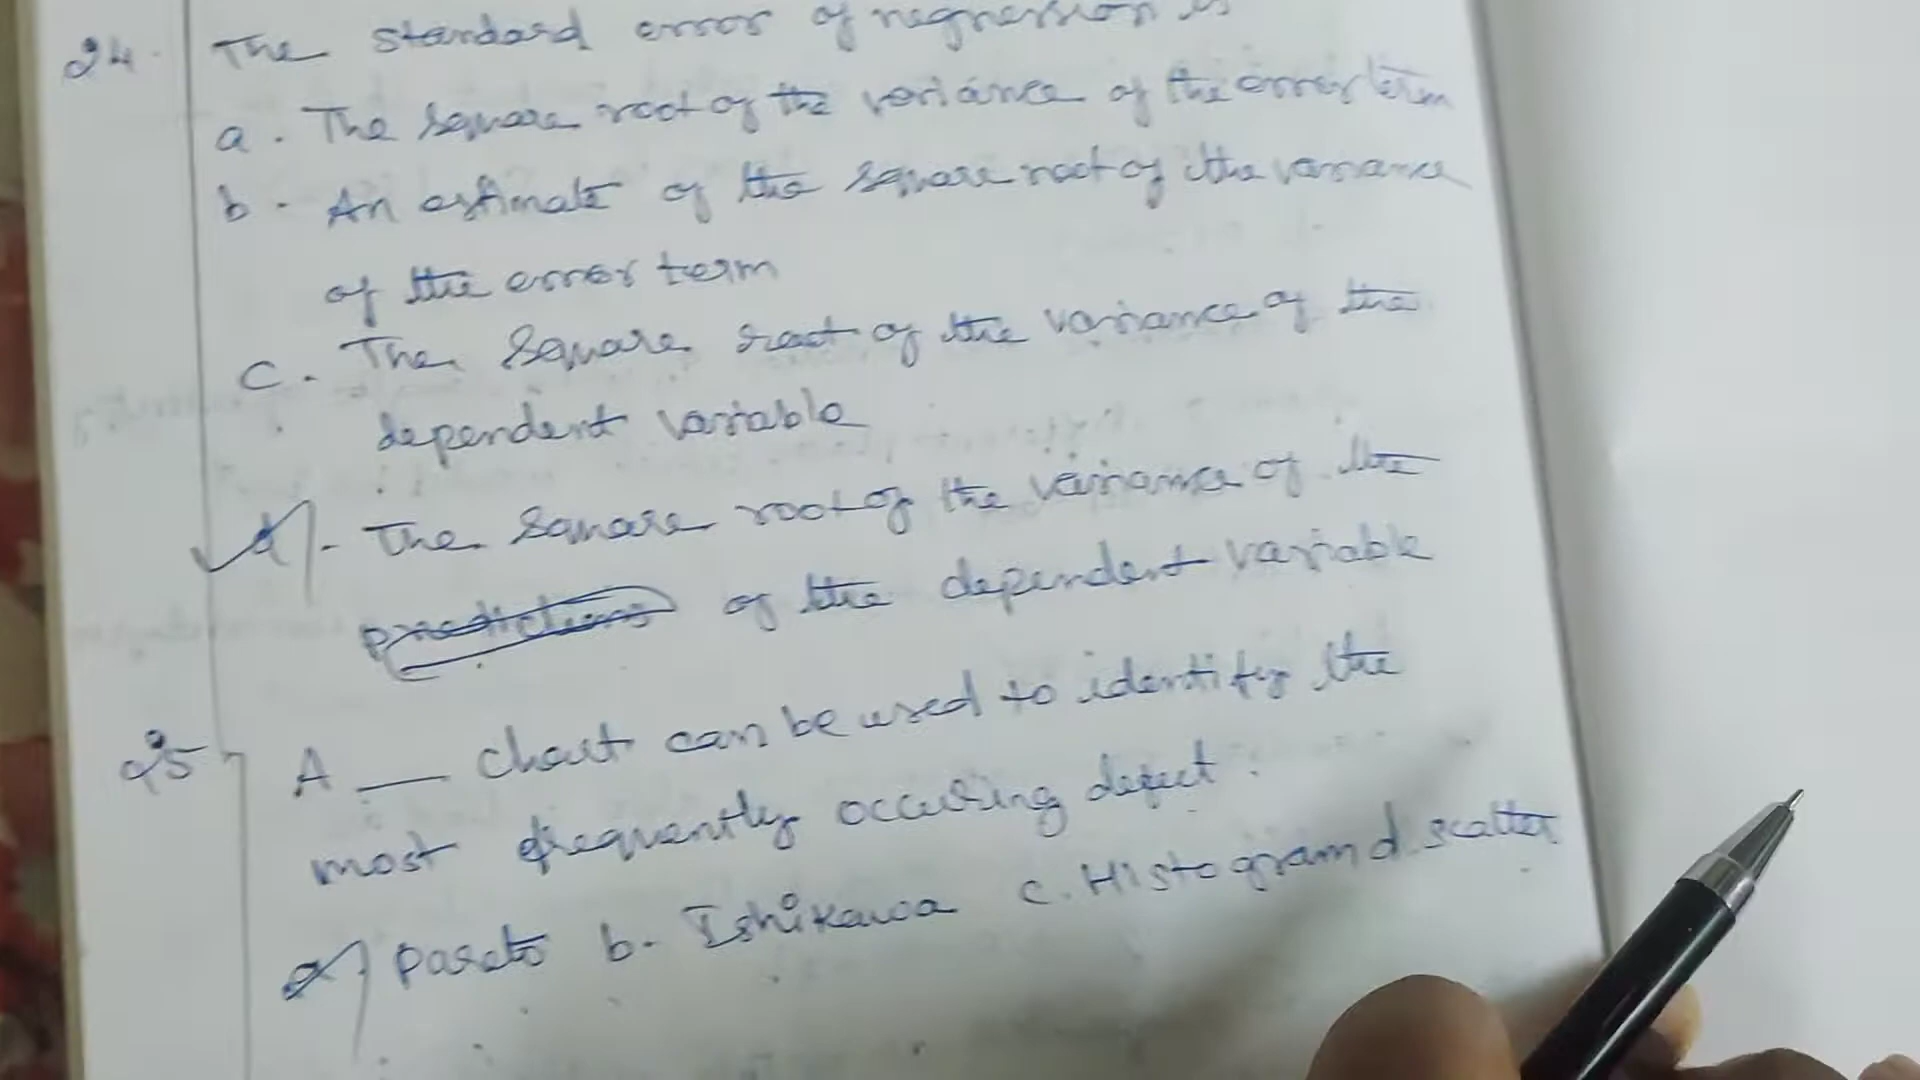 24. The standard error of regression is
a. The square root of the variance of the error term
b. An estimate of the square root of the variance
of the error term
c. The square root of the variance of the
dependent variable
d). The square root of the variance of the
predictions of the dependent variable
25 A ___ chart can be used to identify the
most frequently occuring defect.
a) pareto b. Ishikawa c. Histogram d. scatter